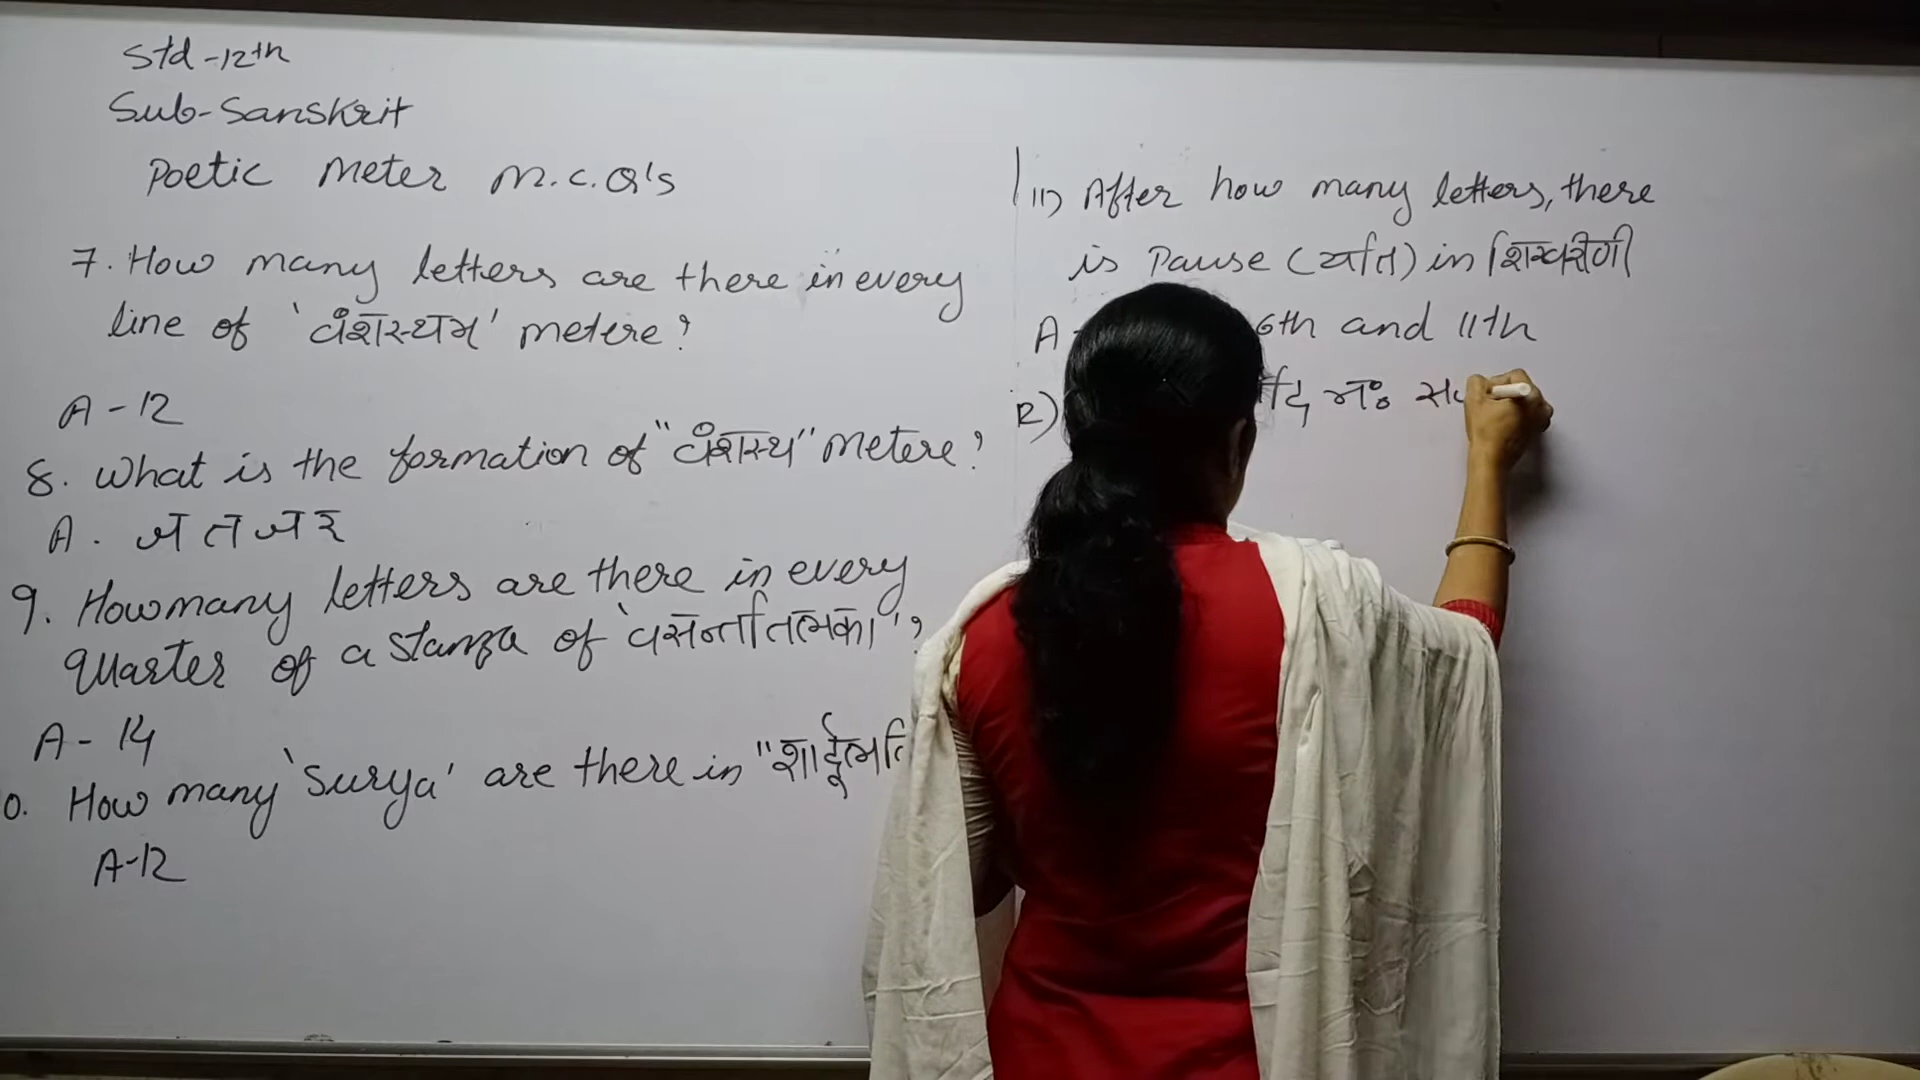 Std-12th
Sub-Sanskrit
Poetic Meter M.C.Q's
7. How many letters are there in every
line of 'वंशस्थम' metere?
A-12
8. What is the formation of "वंशस्थ" metere?
A. ज त ज र
9. How many letters are there in every
quarter of a stanza of 'वसन्ततिलका'?
A-14
0. How many 'Surya' are there in "शार्दूल
A-12
11) After how many letters, there
is Pause (यति) in शिखरीणी
A 6th and 11th
12)